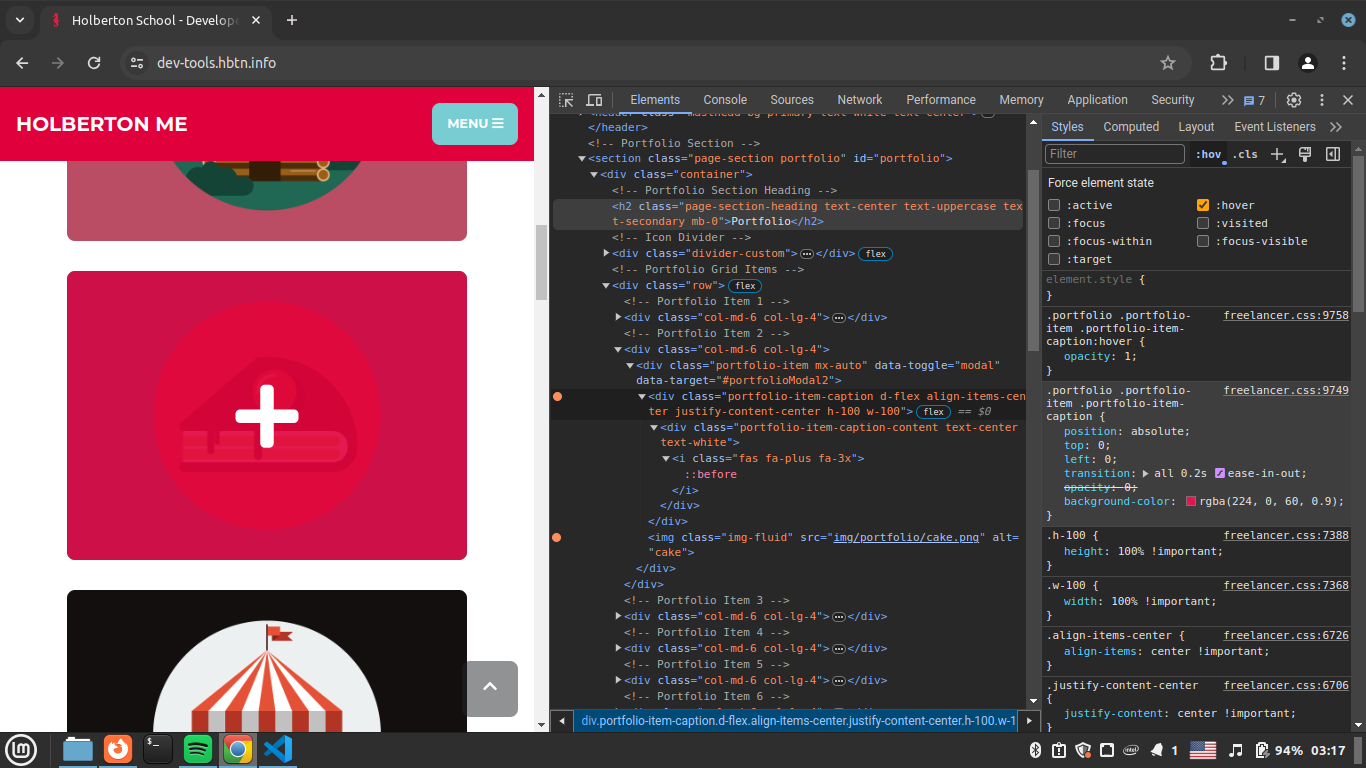 Holberton School - Develope
dev-tools.hbtn.info
HOLBERTON ME
MENU
Elements
Console
Sources
Network
Performance
Memory
Application
Security
7
</header>
<!-- Portfolio Section -->
<section class="page-section portfolio" id="portfolio">
<div class="container">
<!-- Portfolio Section Heading -->
<h2 class="page-section-heading text-center text-uppercase tex
t-secondary mb-0">Portfolio</h2>
<!-- Icon Divider -->
<div class="divider-custom"> </div> flex
<!-- Portfolio Grid Items -->
<div class="row"> flex
<!-- Portfolio Item 1 -->
<div class="col-md-6 col-lg-4"> </div>
<!-- Portfolio Item 2 -->
<div class="col-md-6 col-lg-4">
<div class="portfolio-item mx-auto" data-toggle="modal"
data-target="#portfolioModal2">
<div class="portfolio-item-caption d-flex align-items-cen
ter justify-content-center h-100 w-100"> flex == $0
<div class="portfolio-item-caption-content text-center
text-white">
<i class="fas fa-plus fa-3x">
::before
</i>
</div>
</div>
<img class="img-fluid" src="img/portfolio/cake.png" alt=
"cake">
</div>
</div>
<!-- Portfolio Item 3 -->
<div class="col-md-6 col-lg-4"> </div>
<!-- Portfolio Item 4 -->
<div class="col-md-6 col-lg-4"> </div>
<!-- Portfolio Item 5 -->
<div class="col-md-6 col-lg-4"> </div>
<!-- Portfolio Item 6 -->
div.portfolio-item-caption.d-flex.align-items-center.justify-content-center.h-100.w-1
Styles
Computed
Layout
Event Listeners
Filter
:hov
.cls
Force element state
:active
:hover
:focus
:visited
:focus-within
:focus-visible
:target
element.style {
}
.portfolio .portfolio- freelancer.css:9758
item .portfolio-item-
caption:hover {
opacity: 1;
}
.portfolio .portfolio- freelancer.css:9749
item .portfolio-item-
caption {
position: absolute;
top: 0;
left: 0;
transition: all 0.2s ease-in-out;
opacity: 0;
background-color: rgba(224, 0, 60, 0.9);
}
.h-100 { freelancer.css:7388
height: 100% !important;
}
.w-100 { freelancer.css:7368
width: 100% !important;
}
.align-items-center { freelancer.css:6726
align-items: center !important;
}
.justify-content-center freelancer.css:6706
{
justify-content: center !important;
}
lm
$_
intel
1
94%
03:17